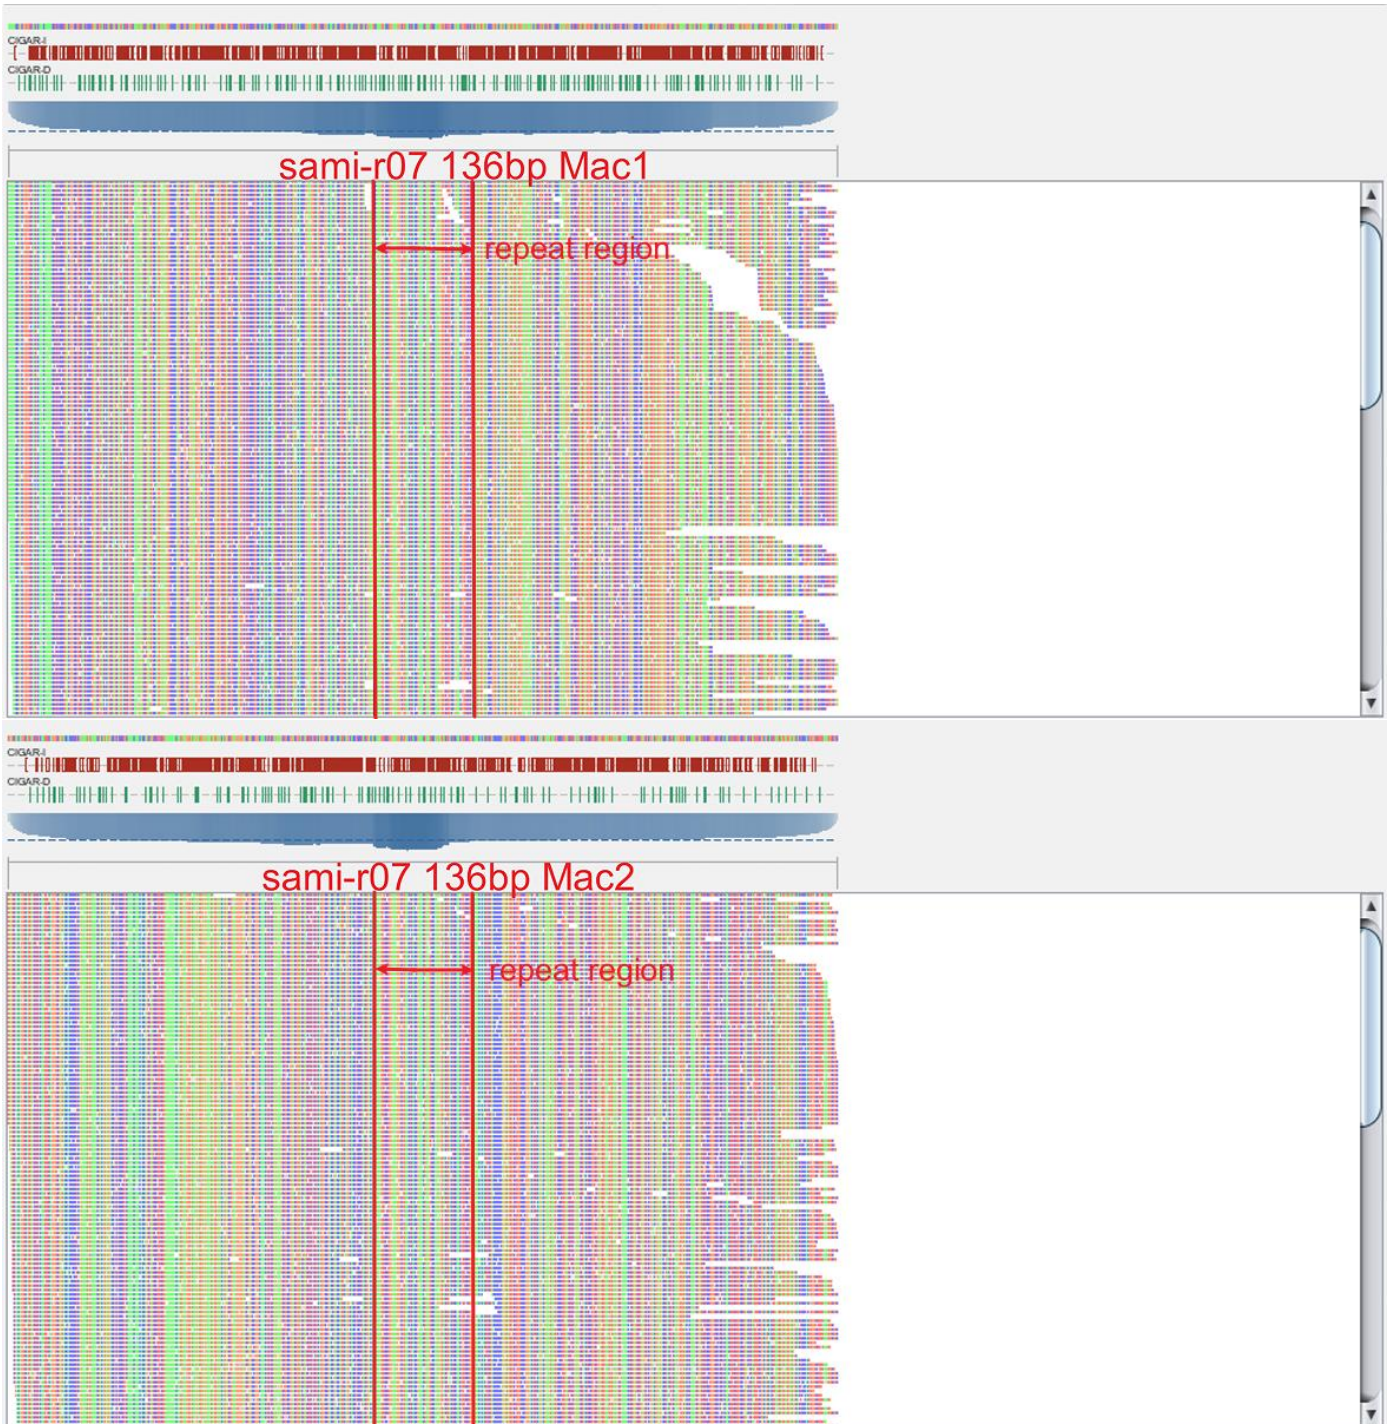 CIGAR-I
CIGAR-D
sami-r07 136bp Mac1
repeat region
CIGAR-I
CIGAR-D
sami-r07 136bp Mac2
repeat region